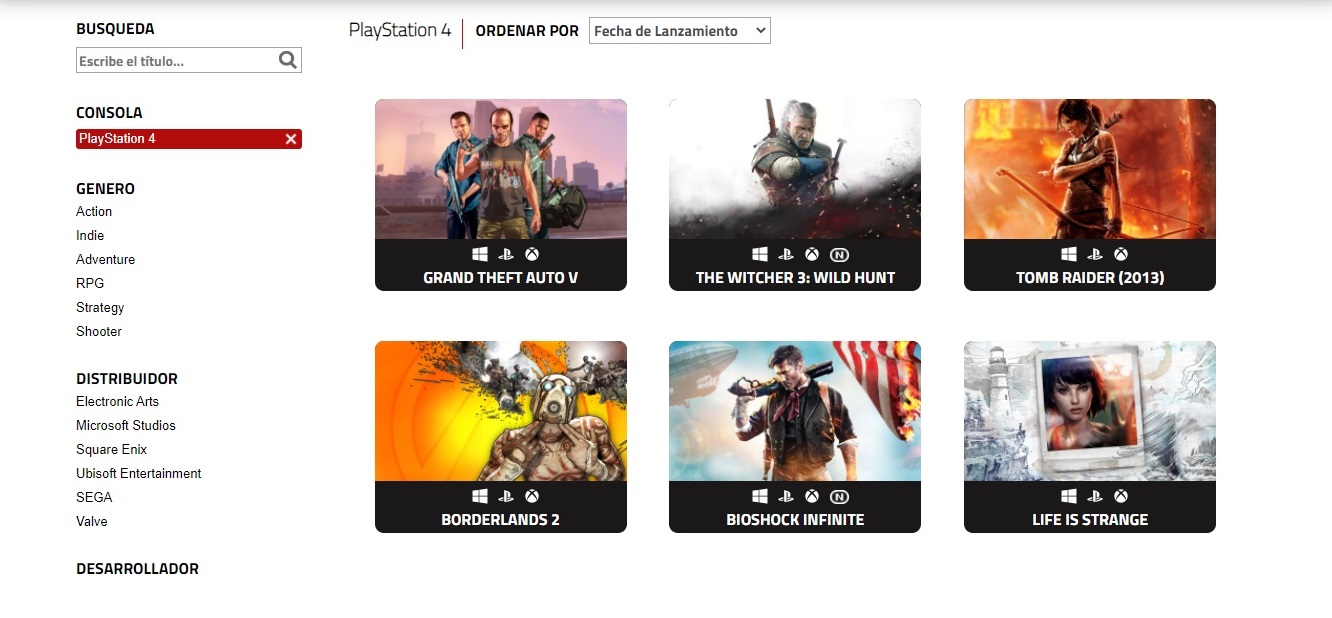 BUSQUEDA
Escribe el título...
CONSOLA
PlayStation 4
GENERO
Action
Indie
Adventure
RPG
Strategy
Shooter
DISTRIBUIDOR
Electronic Arts
Microsoft Studios
Square Enix
Ubisoft Entertainment
SEGA
Valve
DESARROLLADOR
PlayStation 4
ORDENAR POR
Fecha de Lanzamiento
GRAND THEFT AUTO V
N
THE WITCHER 3: WILD HUNT
TOMB RAIDER (2013)
BORDERLANDS 2
N
BIOSHOCK INFINITE
LIFE IS STRANGE